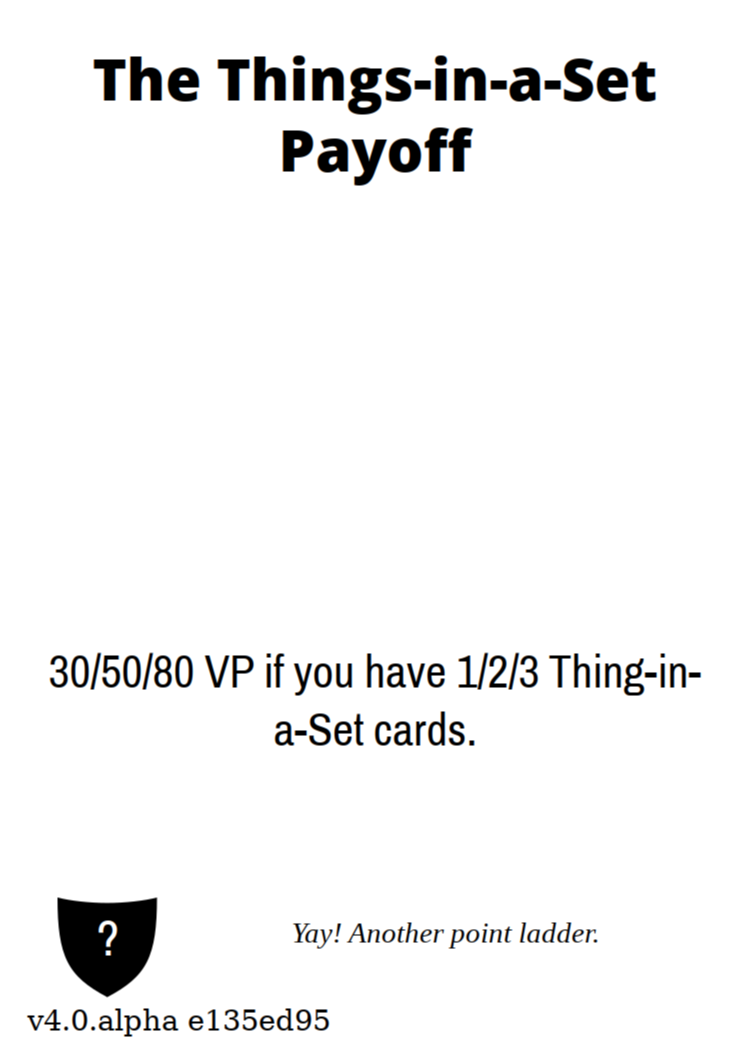 The Things-in-a-Set
Payoff
30/50/80 VP if you have 1/2/3 Thing-in-
a-Set cards.
?
Yay! Another point ladder.
v4.0.alpha e135ed95